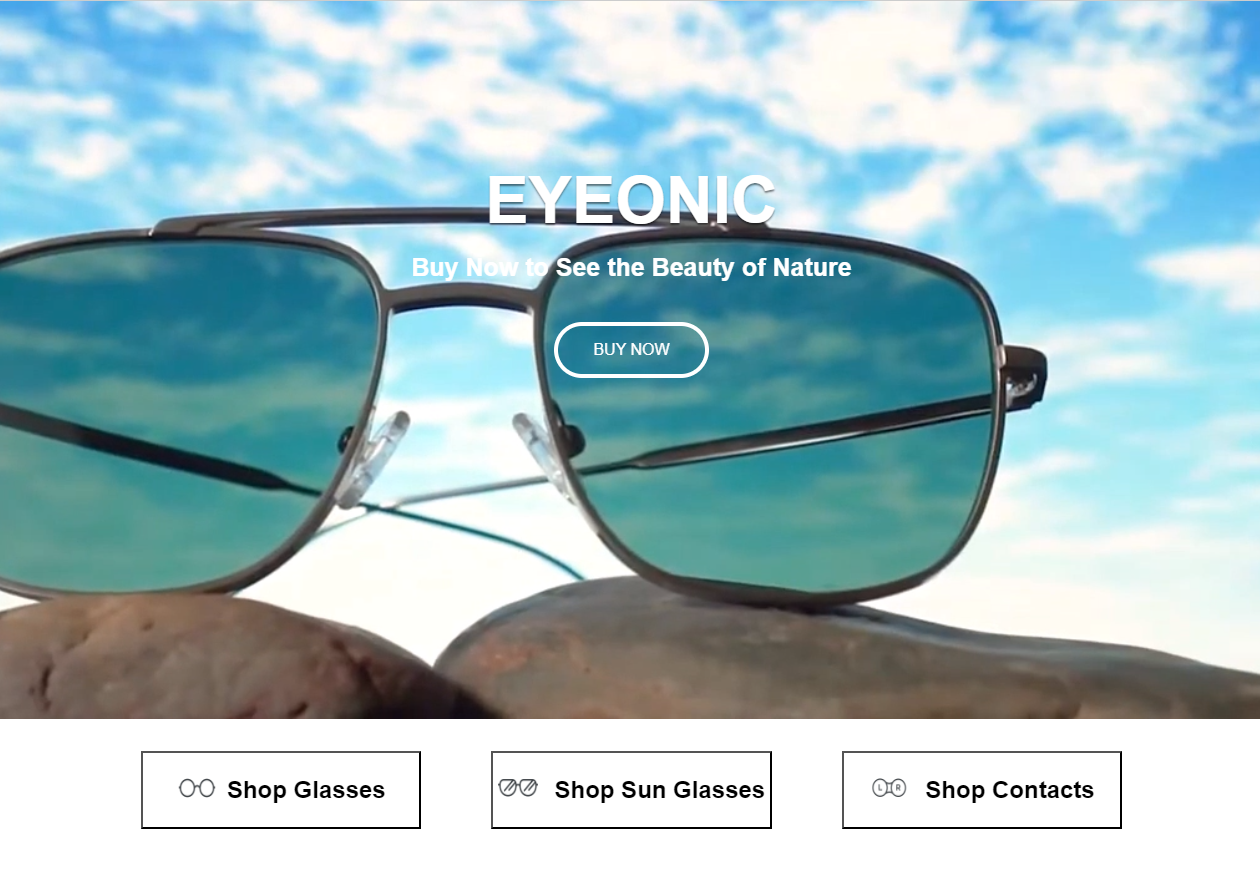 EYEONIC
Buy Now to See the Beauty of Nature
BUY NOW
Shop Glasses
Shop Sun Glasses
L R Shop Contacts